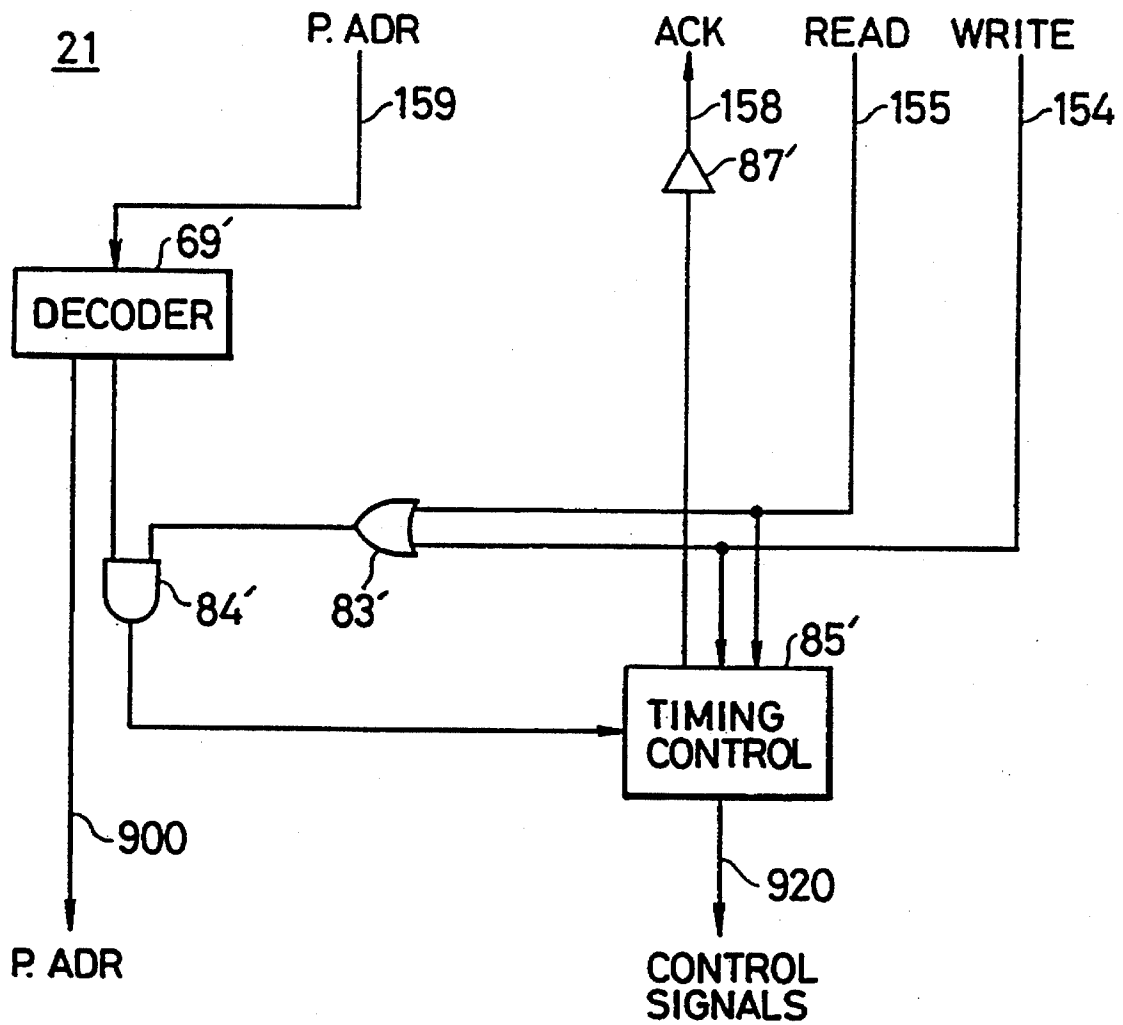 21
P. ADR
ACK
READ
WRITE
159
158
155
154
87'
69'
DECODER
84'
83'
85'
TIMING
CONTROL
900
920
P. ADR
CONTROL
SIGNALS